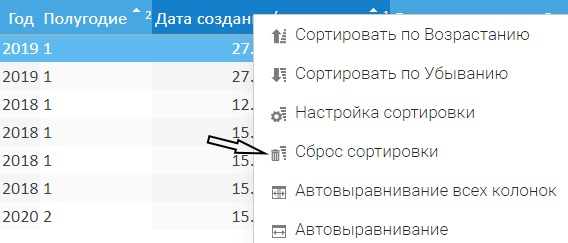 Год Полугодие 2 Дата создан 1
2019 1 27.
2019 1 27.
2018 1 12.
2018 1 15.
2018 1 15.
2018 1 15.
2020 2 15.
Сортировать по Возрастанию
Сортировать по Убыванию
Настройка сортировки
Сброс сортировки
Автовыравнивание всех колонок
Автовыравнивание